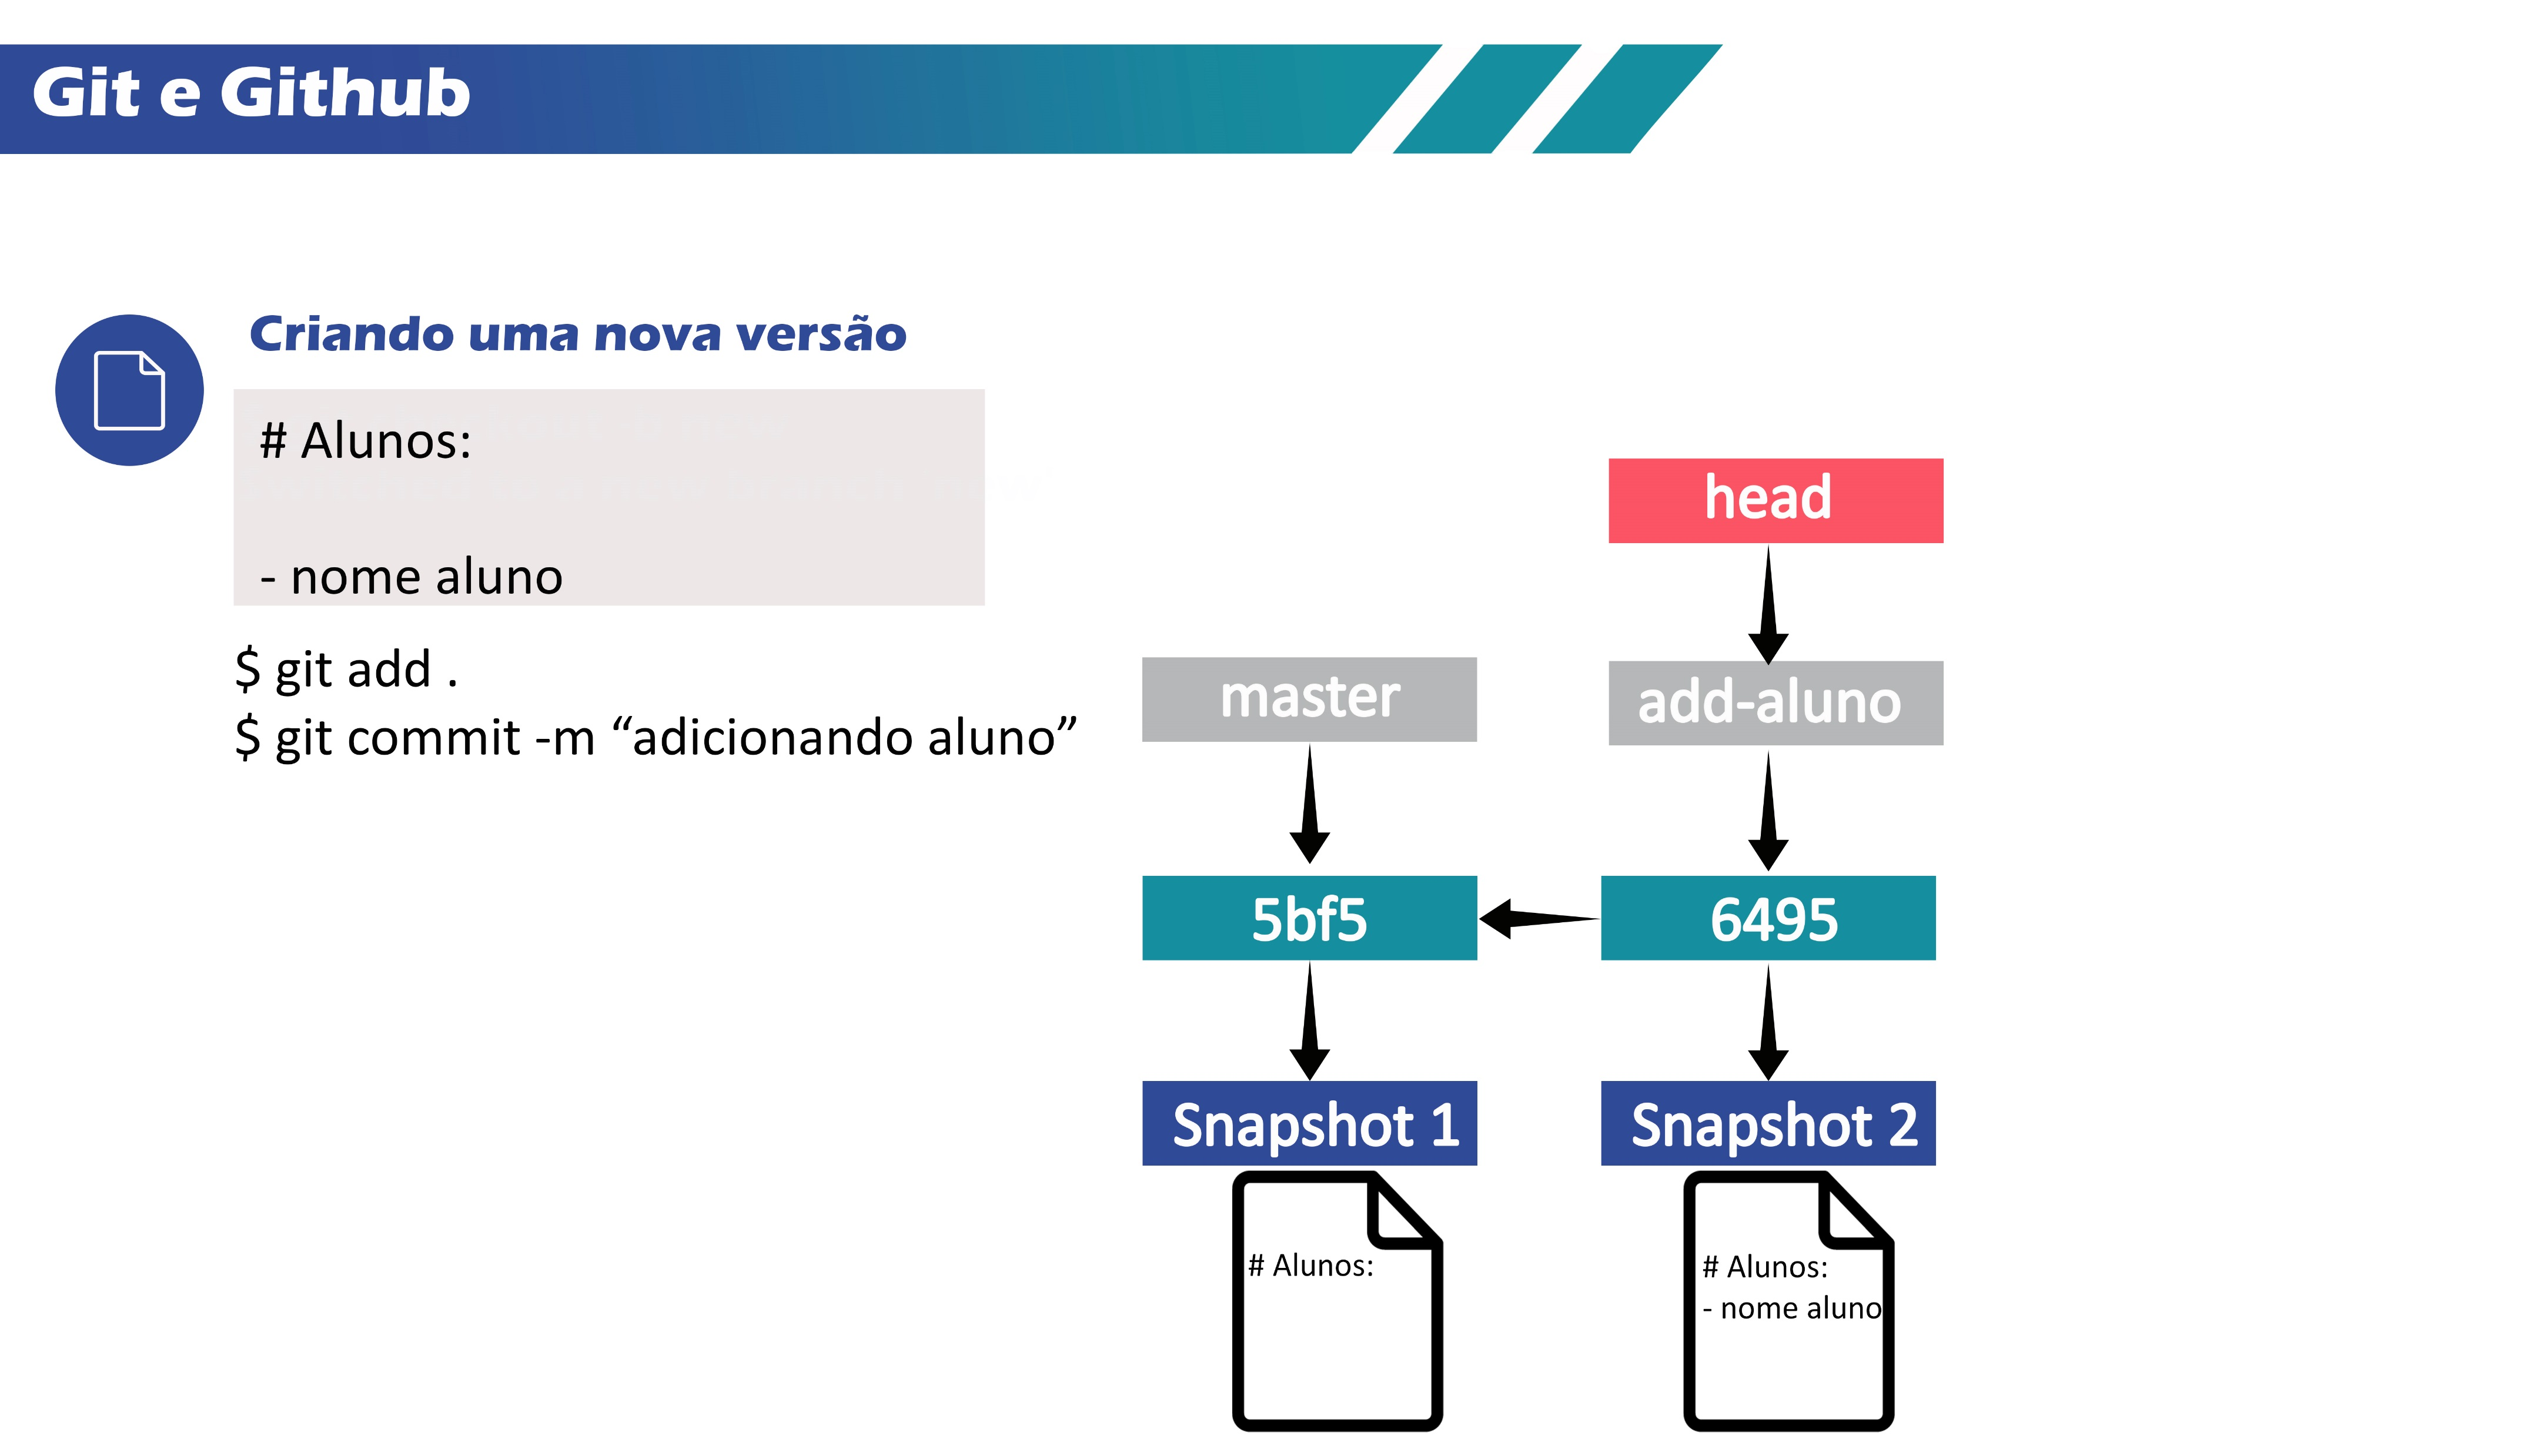 Git e Github
Criando uma nova versão
# Alunos:
- nome aluno
$ git add .
$ git commit -m “adicionando aluno”
head
master
add-aluno
5bf5
6495
Snapshot 1
Snapshot 2
# Alunos:
# Alunos:
- nome aluno